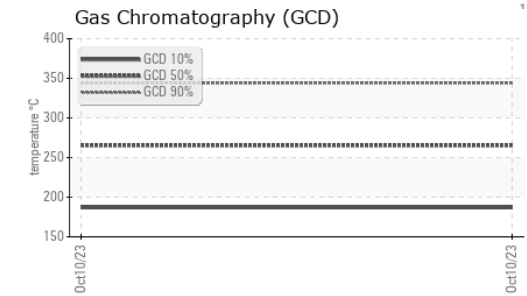 Gas Chromatography (GCD)
400
350
300
250
200
150
temperature °C
GCD 10%
GCD 50%
GCD 90%
Oct10/23
Oct10/23